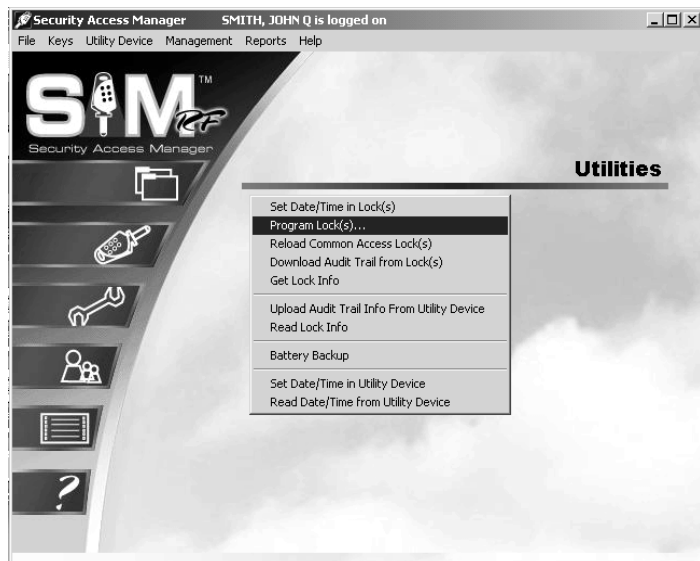 Security Access Manager SMITH, JOHN Q is logged on
File Keys Utility Device Management Reports Help
SAM TM
RF
Security Access Manager
Utilities
Set Date/Time in Lock(s)
Program Lock(s)...
Reload Common Access Lock(s)
Download Audit Trail from Lock(s)
Get Lock Info
Upload Audit Trail Info From Utility Device
Read Lock Info
Battery Backup
Set Date/Time in Utility Device
Read Date/Time from Utility Device
?